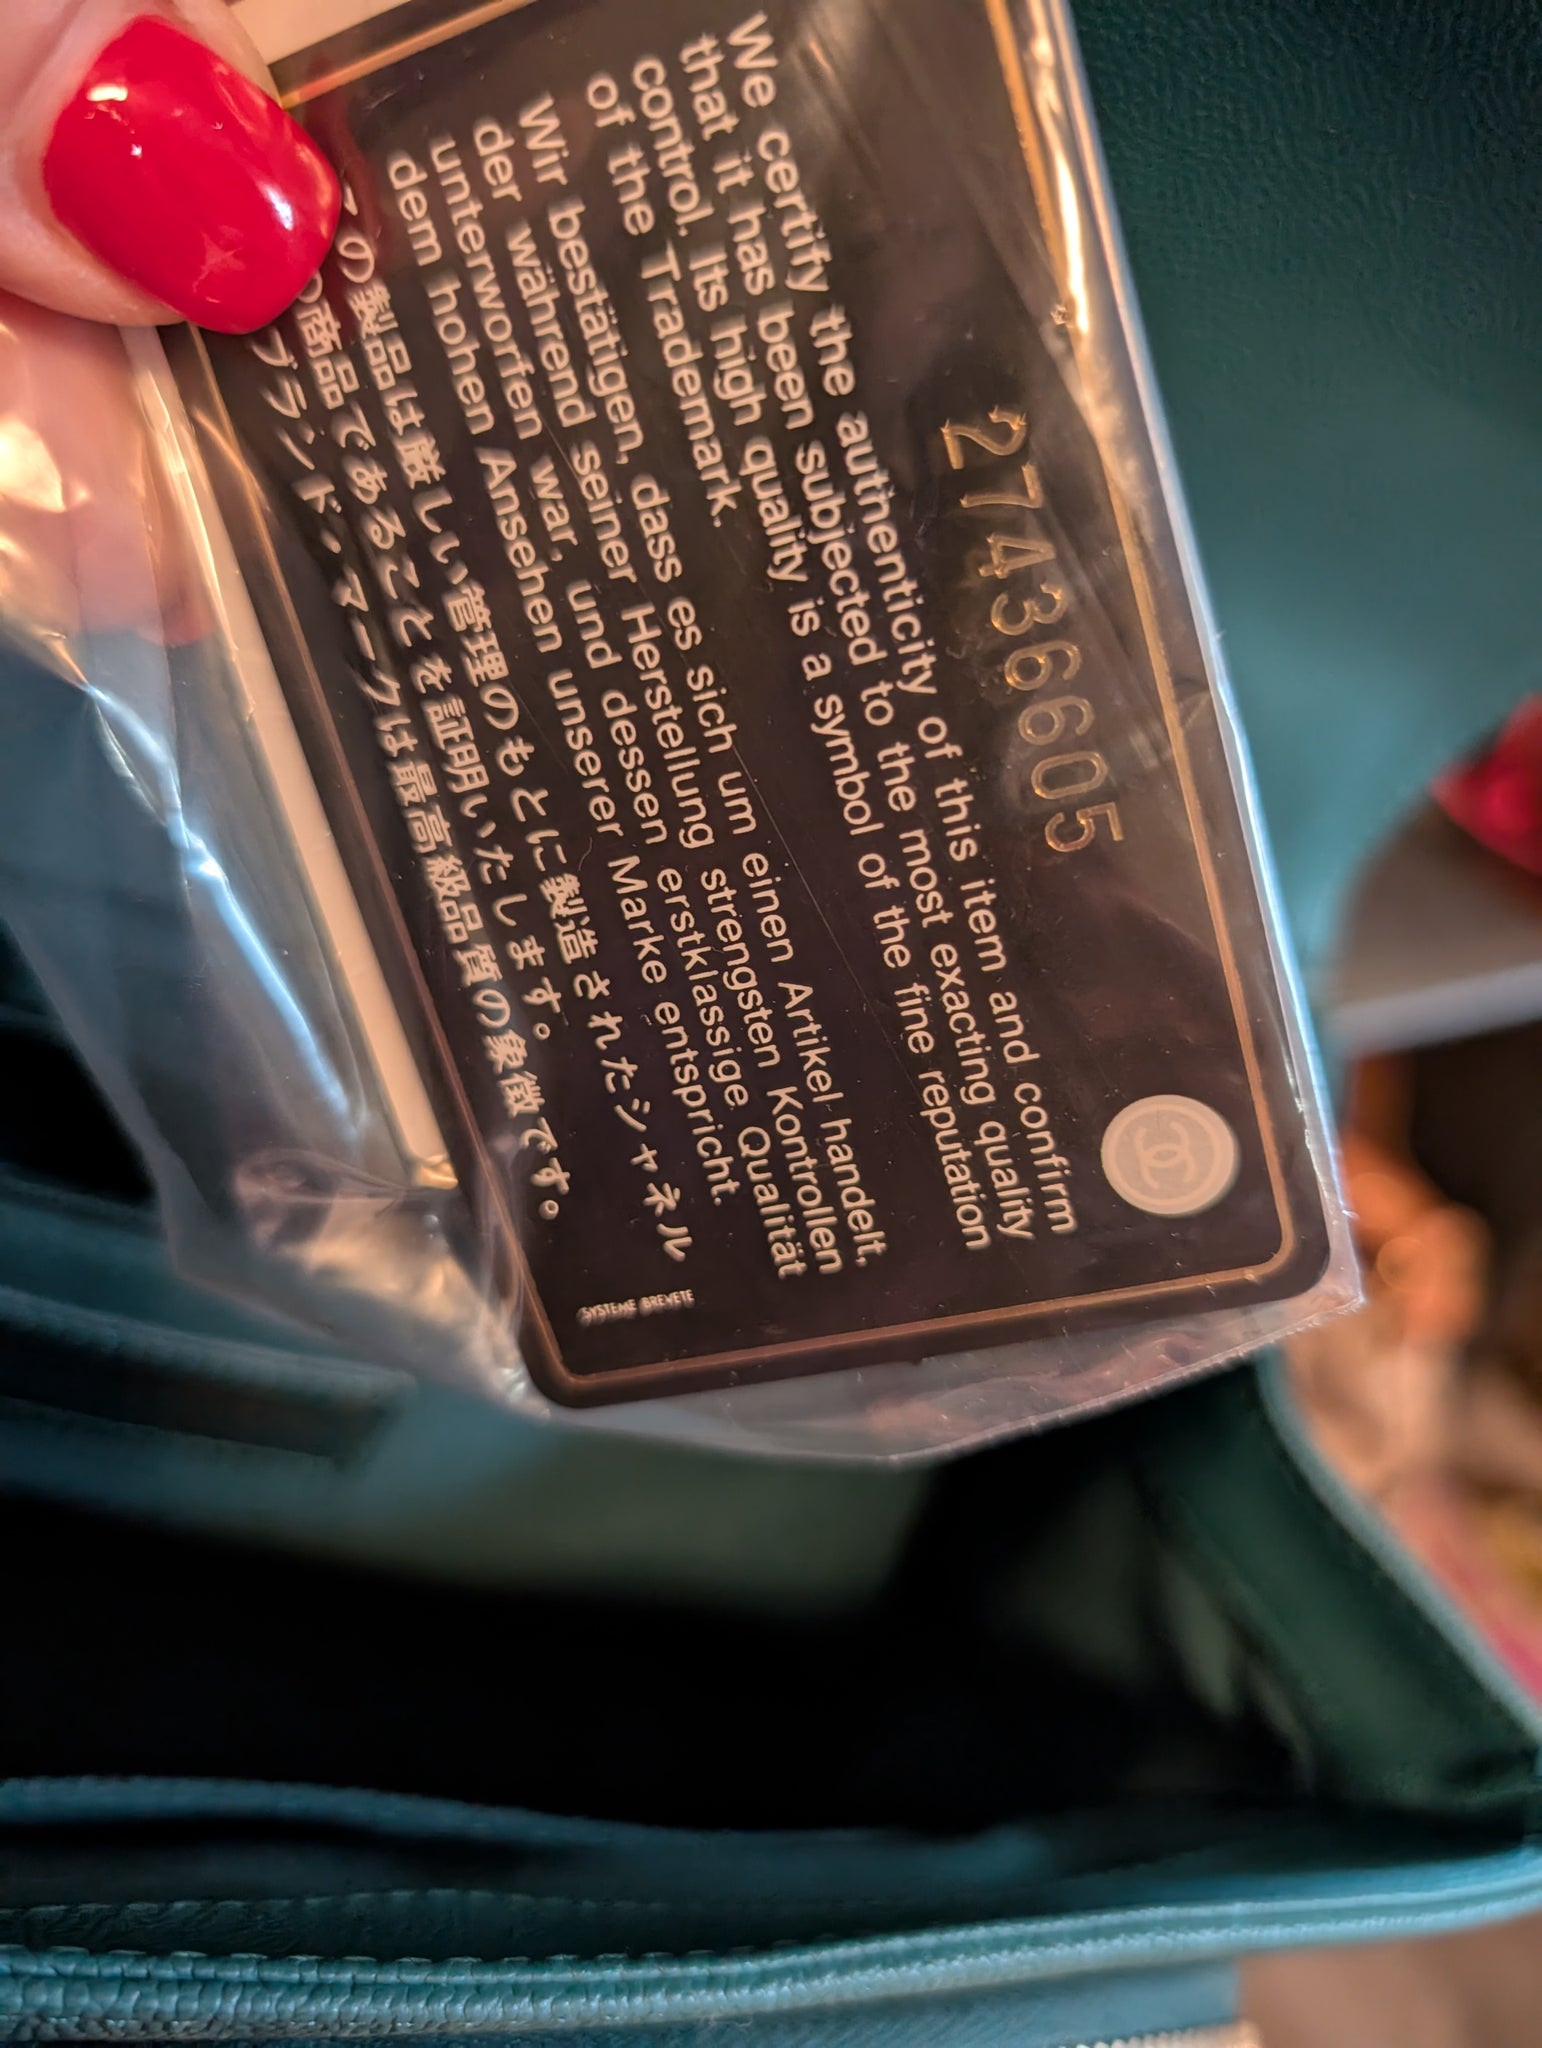 27436605
We certify the authenticity of this item and confirm
that it has been subjected to the most exacting quality
control. Its high quality is a symbol of the fine reputation
of the Trademark.
Wir bestätigen, dass es sich um einen Artikel handelt,
der während seiner Herstellung strengsten Kontrollen
unterworfen war, und dessen erstklassige Qualität
dem hohen Ansehen unserer Marke entspricht.
この製品は厳しい管理のもとに製造されたシャネル
の商品であることを証明いたします。
ブランド・マークは最高級品質の象徴です。
SYSTEME BREVETE